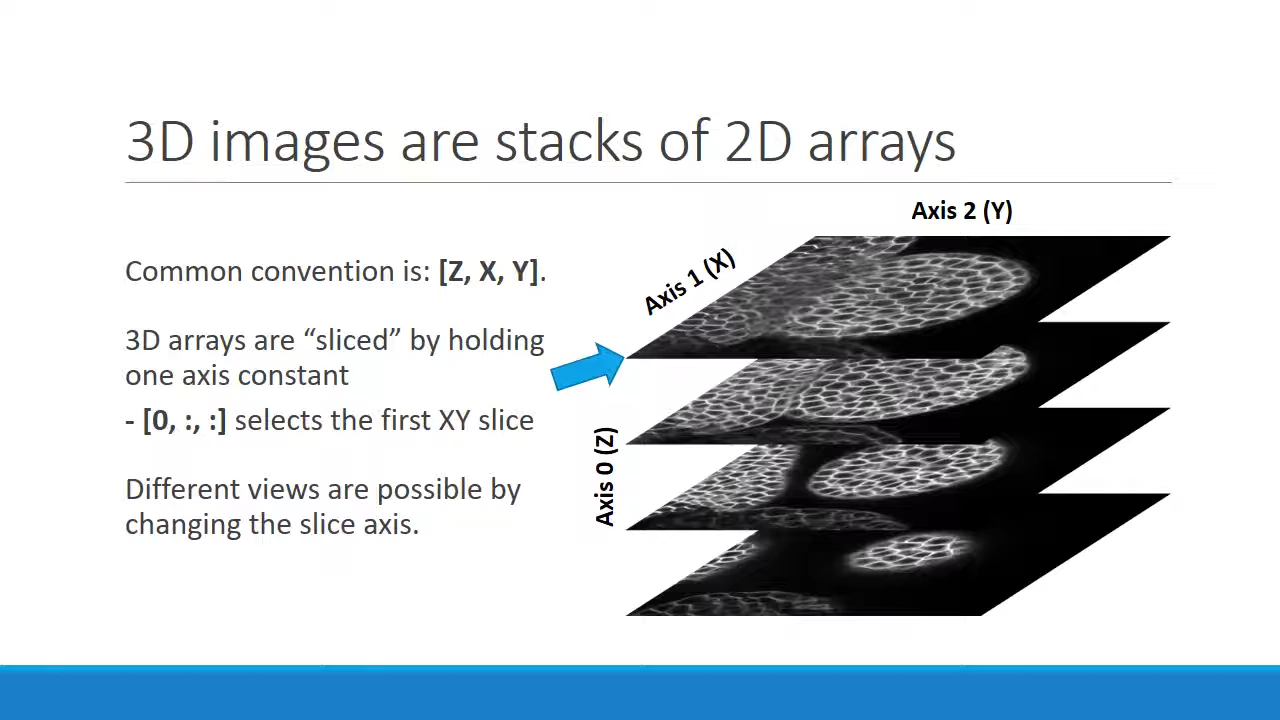 3D images are stacks of 2D arrays
Common convention is: [Z, X, Y].
3D arrays are “sliced” by holding
one axis constant
- [0, :, :] selects the first XY slice
Different views are possible by
changing the slice axis.
Axis 2 (Y)
Axis 1 (X)
Axis 0 (Z)